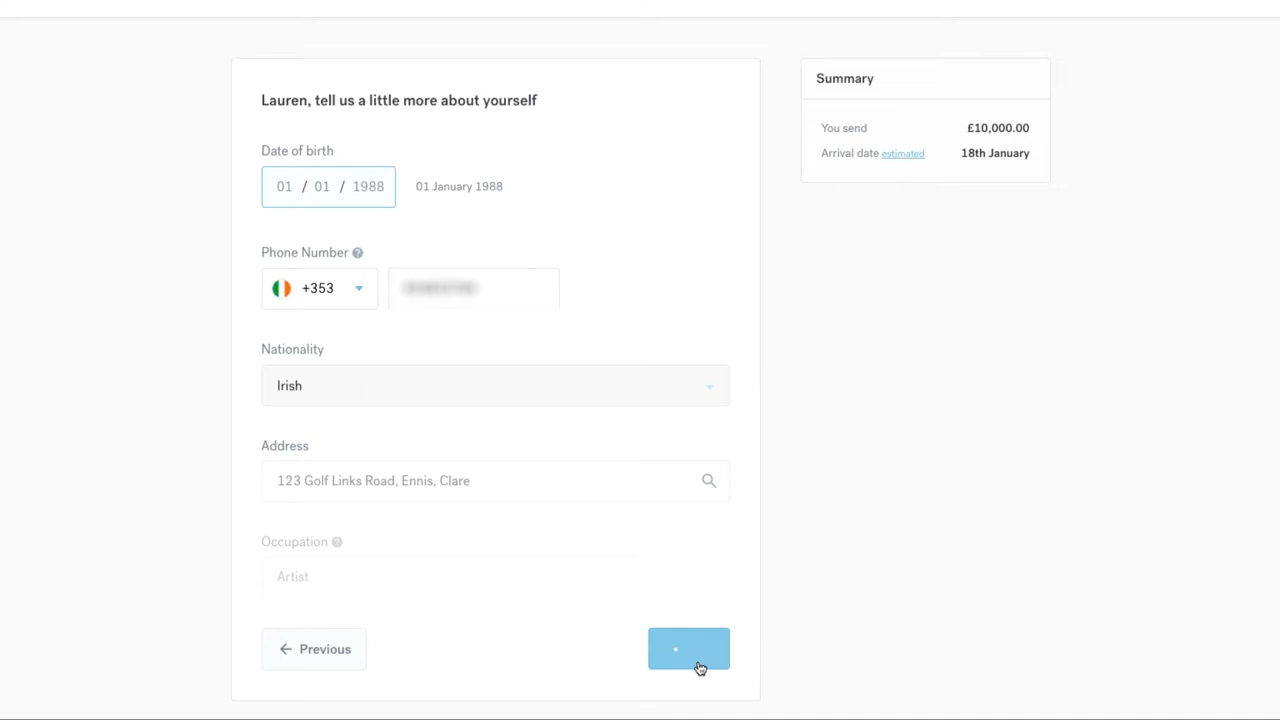 Lauren, tell us a little more about yourself
Date of birth
01 / 01 / 1988
01 January 1988
Phone Number
+353
Nationality
Irish
Address
123 Golf Links Road, Ennis, Clare
Occupation
Artist
← Previous
Summary
You send £10,000.00
Arrival date estimated 18th January